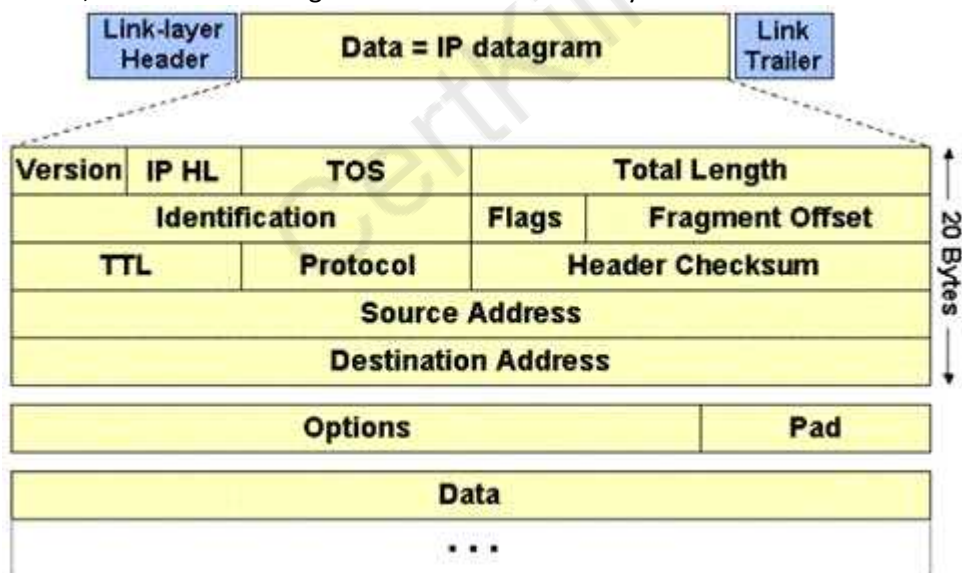 Link-layer Header
Data = IP datagram
Link Trailer
Version IP HL TOS Total Length
Identification Flags Fragment Offset
TTL Protocol Header Checksum
Source Address
Destination Address
20 Bytes
Options Pad
Data
...